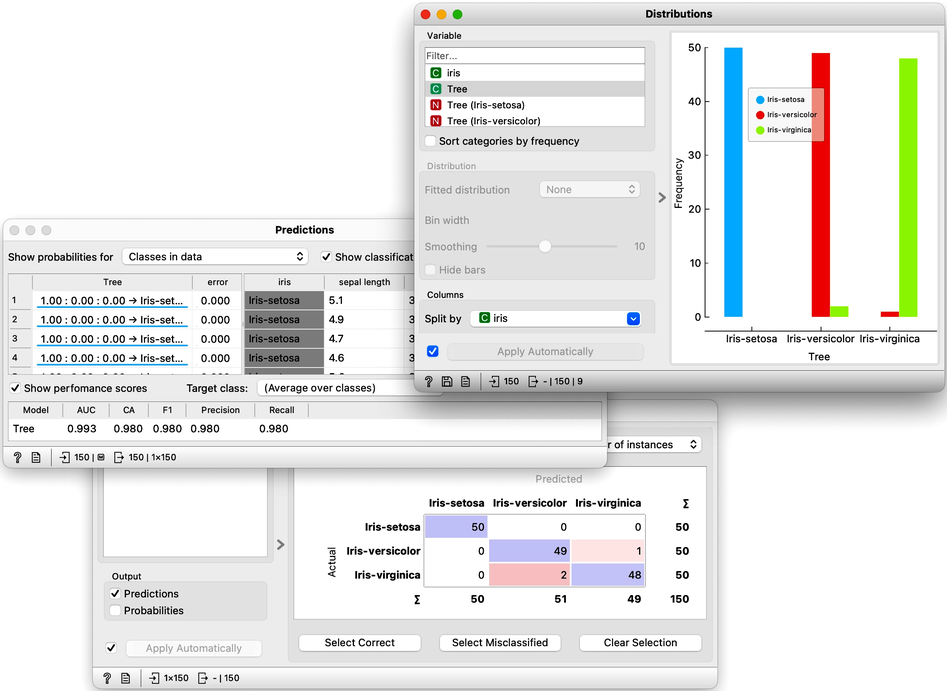 Distributions
Variable
Filter...
C iris
C Tree
N Tree (Iris-setosa)
N Tree (Iris-versicolor)
Sort categories by frequency
Distribution
Fitted distribution None
Bin width
Smoothing 10
Hide bars
Columns
Split by C iris
Apply Automatically
? 150 - | 150 | 9
50
40
30
20
10
0
Frequency
Iris-setosa
Iris-versicolor
Iris-virginica
Iris-setosa Iris-versicolor Iris-virginica
Tree
Predictions
Show probabilities for Classes in data Show classificat
Tree error iris sepal length
1 1.00 : 0.00 : 0.00 → Iris-set... 0.000 Iris-setosa 5.1 3
2 1.00 : 0.00 : 0.00 → Iris-set... 0.000 Iris-setosa 4.9 3
3 1.00 : 0.00 : 0.00 → Iris-set... 0.000 Iris-setosa 4.7 3
4 1.00 : 0.00 : 0.00 → Iris-set... 0.000 Iris-setosa 4.6 3
Show perfomance scores Target class: (Average over classes)
Model AUC CA F1 Precision Recall
Tree 0.993 0.980 0.980 0.980 0.980
? 150 | 150 | 1×150
r of instances
Predicted
Iris-setosa Iris-versicolor Iris-virginica Σ
Actual
Iris-setosa 50 0 0 50
Iris-versicolor 0 49 1 50
Iris-virginica 0 2 48 50
Σ 50 51 49 150
Output
Predictions
Probabilities
Apply Automatically
Select Correct Select Misclassified Clear Selection
? 1×150 - | 150